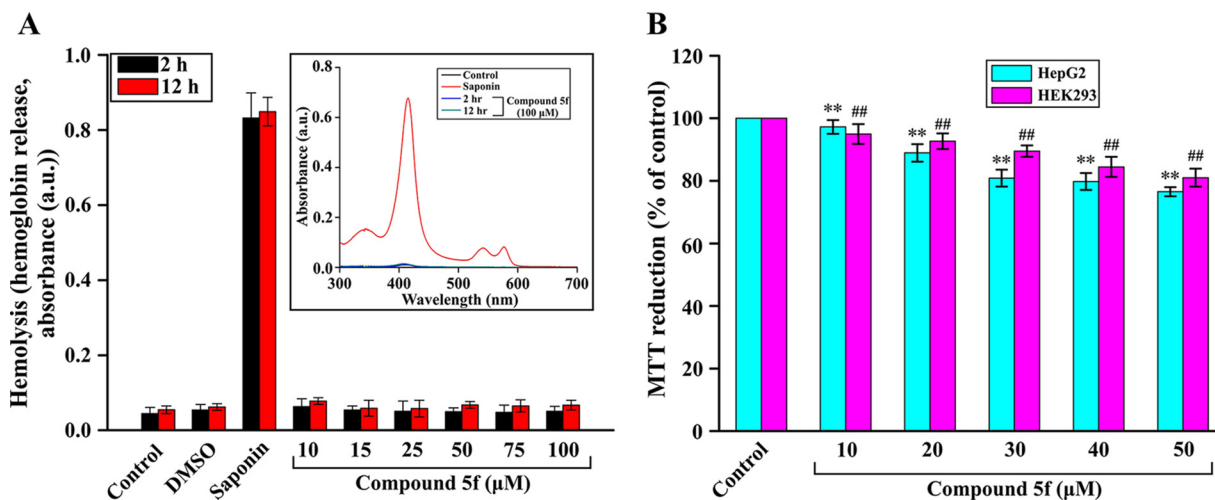 A
Hemolysis (hemoglobin release,
absorbance (a.u.))
1.0
0.8
0.6
0.4
0.2
0.0
2 h
12 h
Absorbance (a.u.)
0.8
0.6
0.4
0.2
0.0
Control
Saponin
2 hr
12 hr
Compound 5f
(100 µM)
300 400 500 600 700
Wavelength (nm)
Control DMSO Saponin 10 15 25 50 75 100
Compound 5f (µM)
B
MTT reduction (% of control)
120
100
80
60
40
20
0
HepG2
HEK293
** ## ** ## ** ## ** ## ** ##
Control 10 20 30 40 50
Compound 5f (µM)